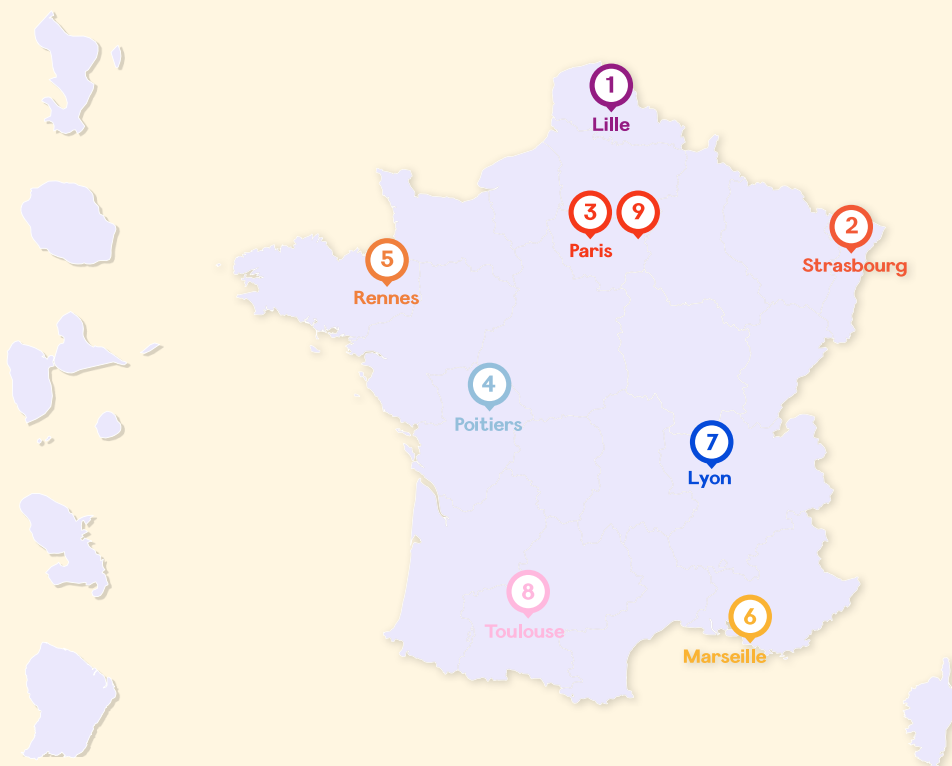 1
Lille
3
9
Paris
2
Strasbourg
5
Rennes
4
Poitiers
7
Lyon
8
Toulouse
6
Marseille